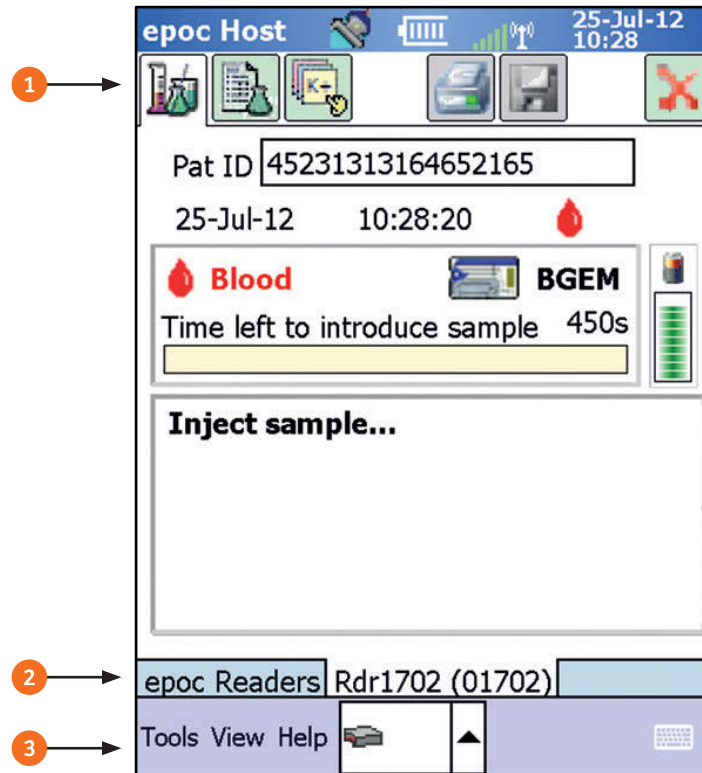 epoc Host 25-Jul-12
10:28
1
K+
Pat ID 45231313164652165
25-Jul-12 10:28:20
Blood BGEM
Time left to introduce sample 450s
Inject sample...
2
epoc Readers Rdr1702 (01702)
3
Tools View Help